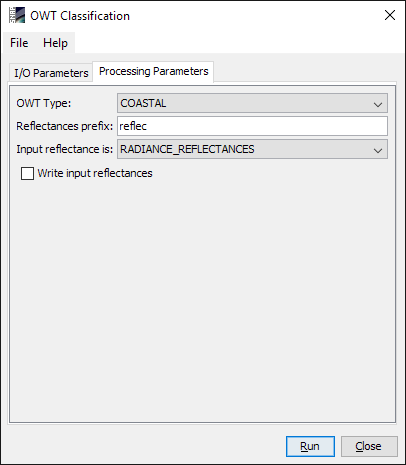 OWT Classification
File Help
I/O Parameters Processing Parameters
OWT Type: COASTAL
Reflectances prefix: reflec
Input reflectance is: RADIANCE_REFLECTANCES
Write input reflectances
Run Close